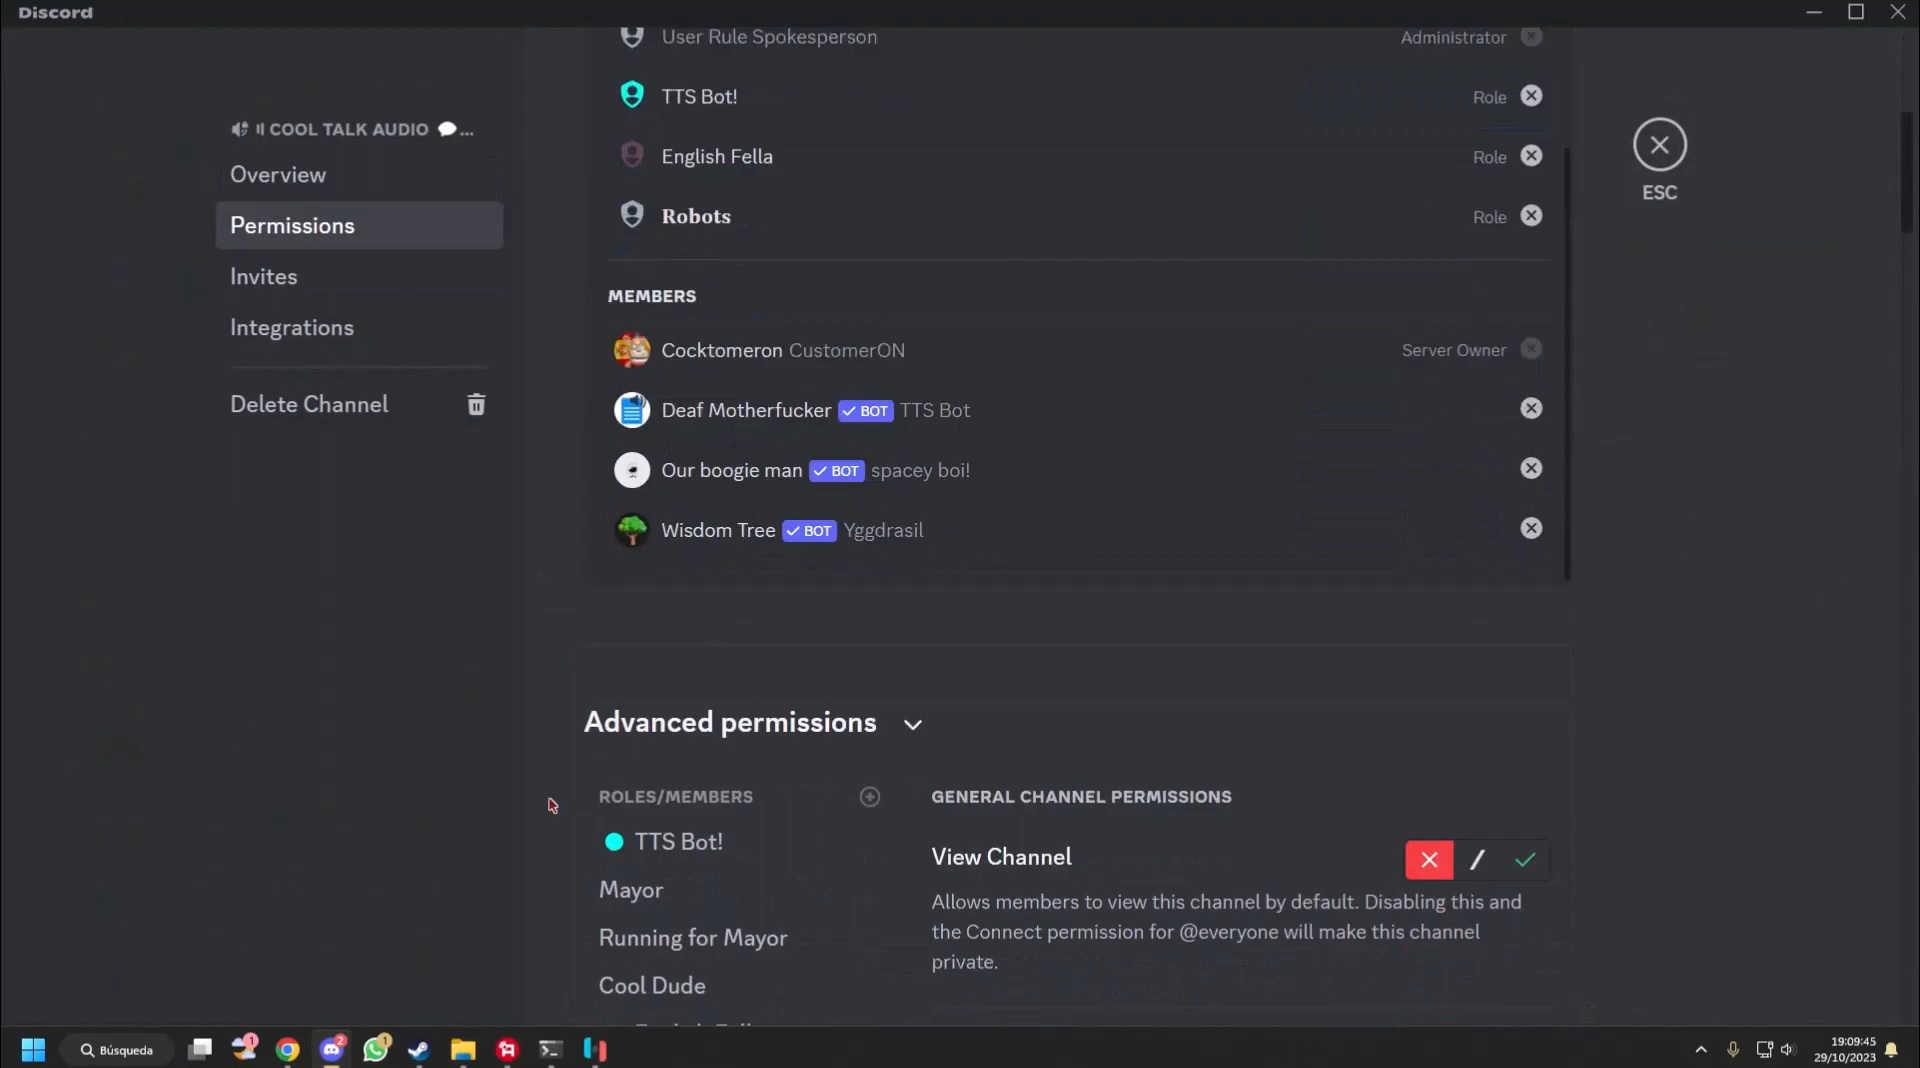 Discord
User Rule Spokesperson
Administrator
TTS Bot!
Role
COOL TALK AUDIO 💬...
English Fella
Role
ESC
Overview
Permissions
Robots
Role
Invites
MEMBERS
Integrations
Cocktomeron CustomerON
Server Owner
Delete Channel
Deaf Motherfucker ✓ BOT TTS Bot
Our boogie man ✓ BOT spacey boi!
Wisdom Tree ✓ BOT Yggdrasil
Advanced permissions
ROLES/MEMBERS
GENERAL CHANNEL PERMISSIONS
TTS Bot!
View Channel
Mayor
Allows members to view this channel by default. Disabling this and
the Connect permission for @everyone will make this channel
private.
Running for Mayor
Cool Dude
Búsqueda
1
2
1
19:09:45
29/10/2023